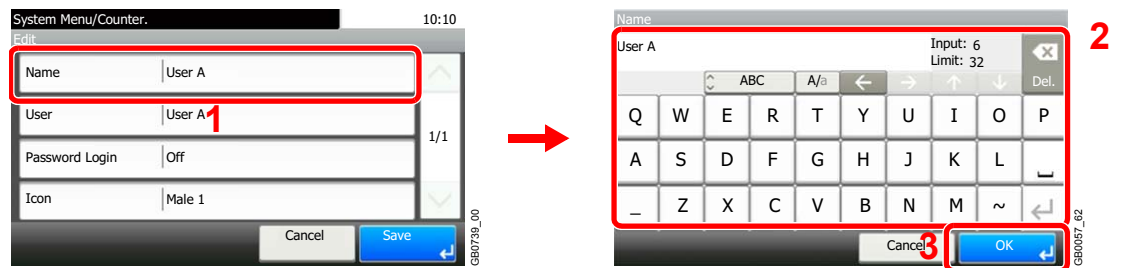 System Menu/Counter. 10:10
Edit
Name User A
1
User User A
1/1
Password Login Off
Icon Male 1
Cancel Save
GB0739_00
Name
2
User A Input: 6
Limit: 32
ABC A/a ← → ↑ ↓ Del.
Q W E R T Y U I O P
A S D F G H J K L
_ Z X C V B N M ~
Cancel 3 OK
GB0057_62